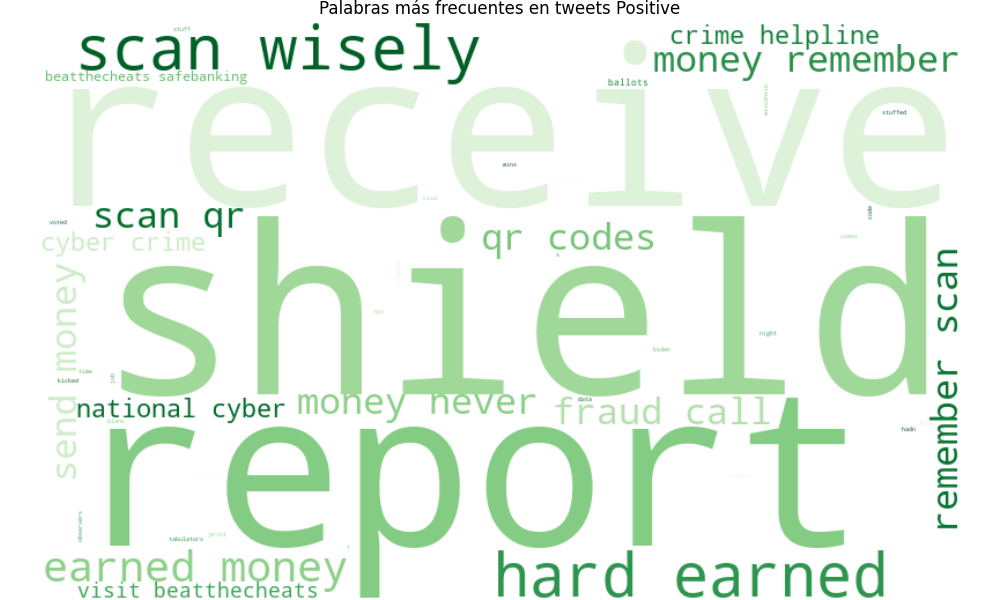 Palabras más frecuentes en tweets Positive
stuff
scan wisely
crime helpline
money remember
beatthecheats safebanking
ballots
receive
wisconsin
stuffed
wins
scan qr
voted
code
cyber crime
qr codes
shield
send money
remember scan
night
biden
time
kicked
job
data
national cyber
money never
fraud call
hadn
report
observers
tabulators
print
earned money
hard earned
visit beatthecheats